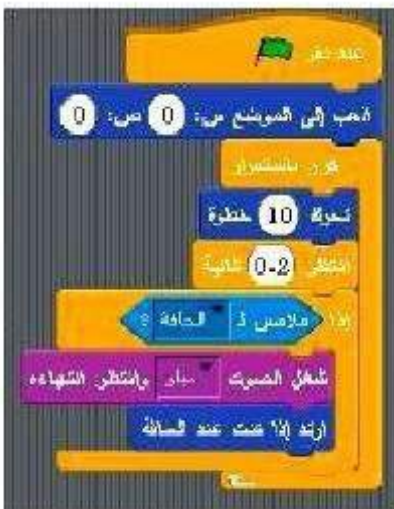 عند نقر
اذهب إلى الموضع س: 0 ص: 0
كرر باستمرار
تحرك 10 خطوة
انتظر 0-2 ثانية
إذا ملامس لـ الحافة ؟
شغل الصوت مياو وانتظر انتهاءه
ارتد إذا كنت عند الحافة